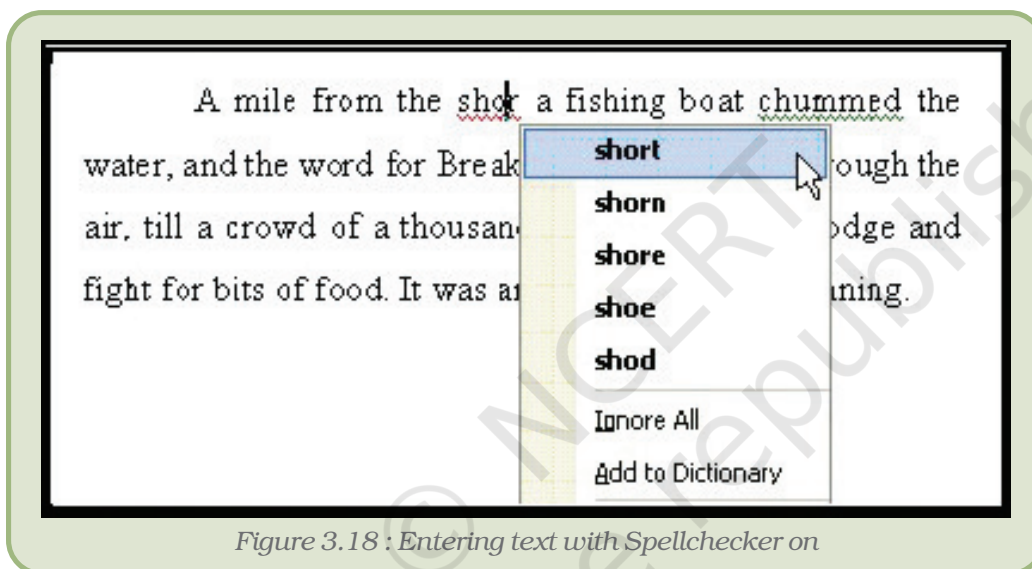 A mile from the shor a fishing boat chummed the
short
water, and the word for Break ough the
shorn
air, till a crowd of a thousan odge and
shore
fight for bits of food. It was a ning.
shoe
shod
Ignore All
Add to Dictionary
© NCERT
republish
Figure 3.18 : Entering text with Spellchecker on